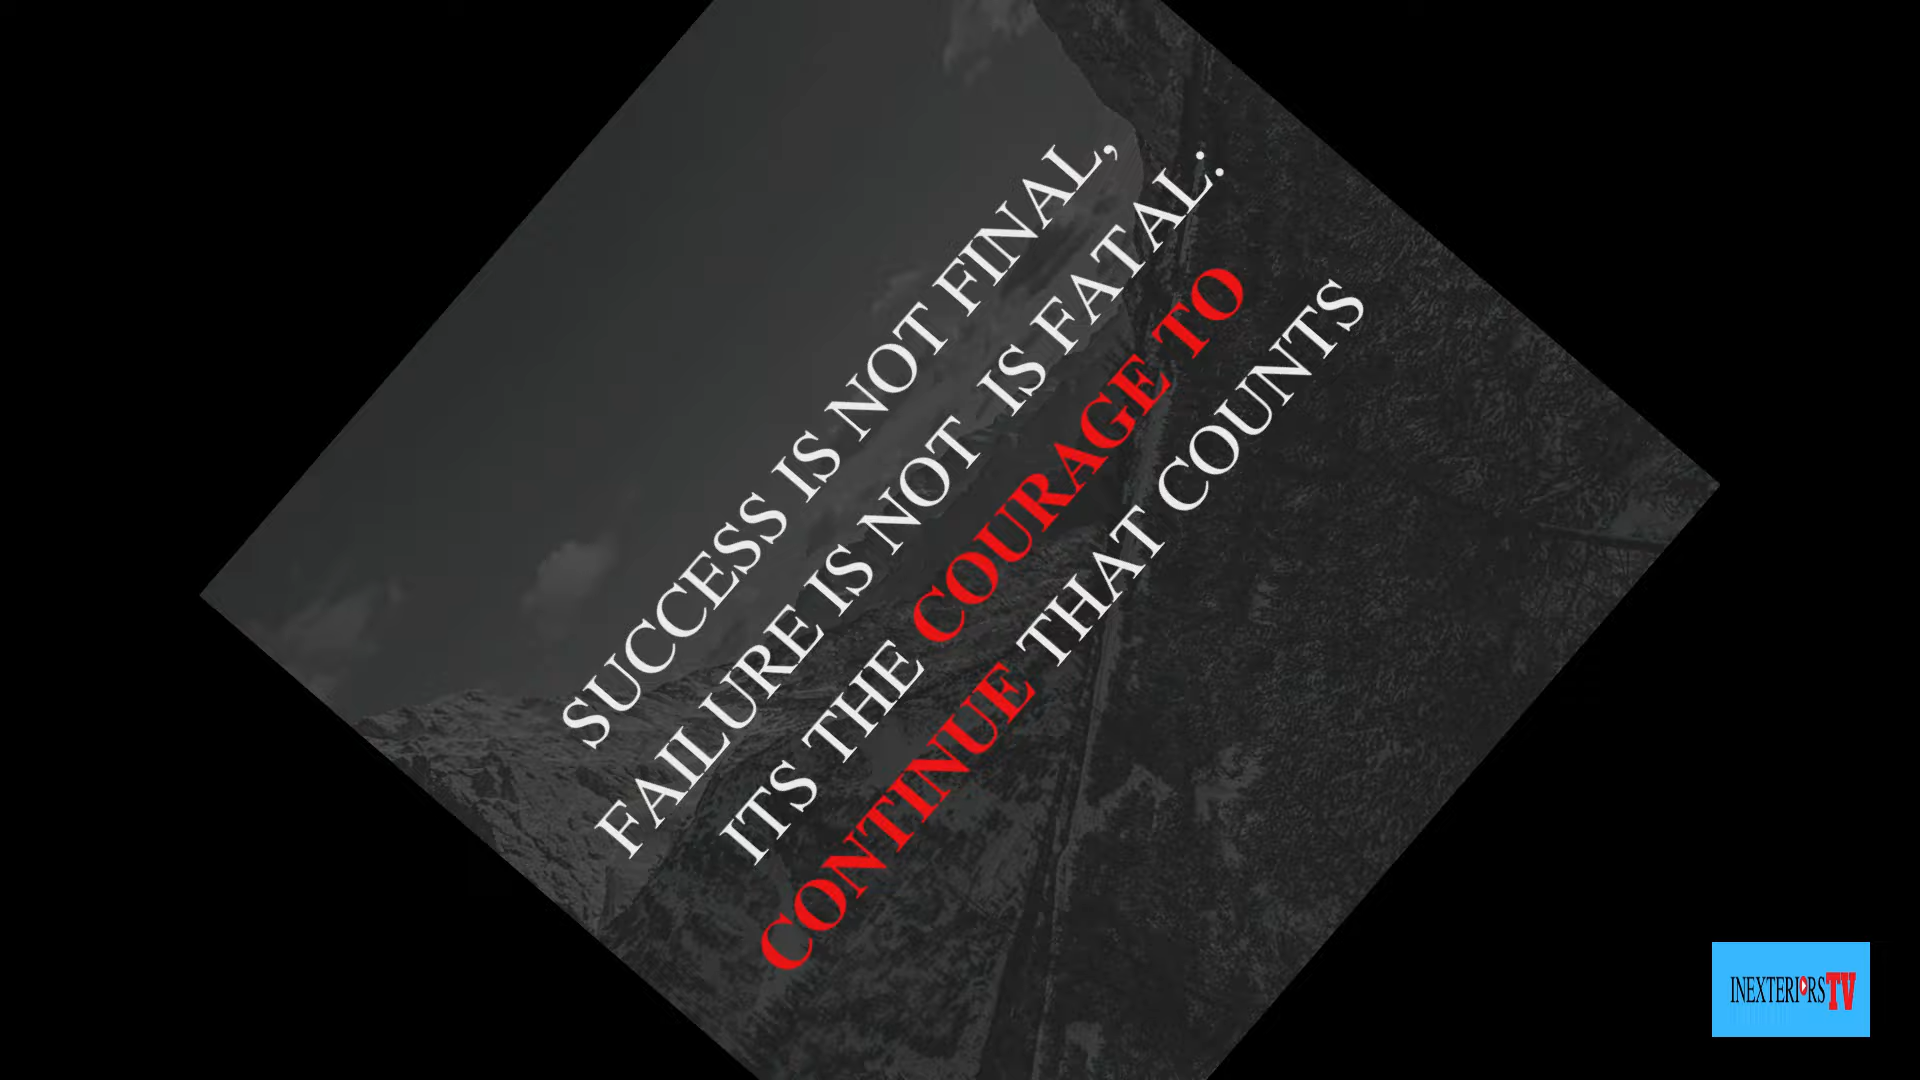 SUCCESS IS NOT FINAL,
FAILURE IS NOT IS FATAL:
ITS THE COURAGE TO
CONTINUE THAT COUNTS
INEXTERIORSTV